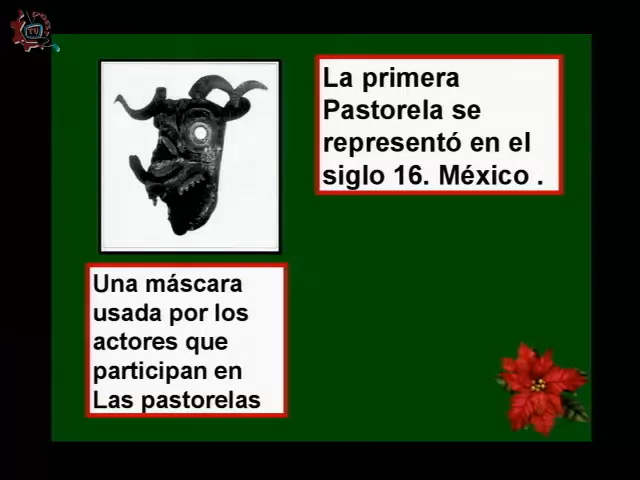 TV
La primera
Pastorela se
representó en el
siglo 16. México .
Una máscara
usada por los
actores que
participan en
Las pastorelas